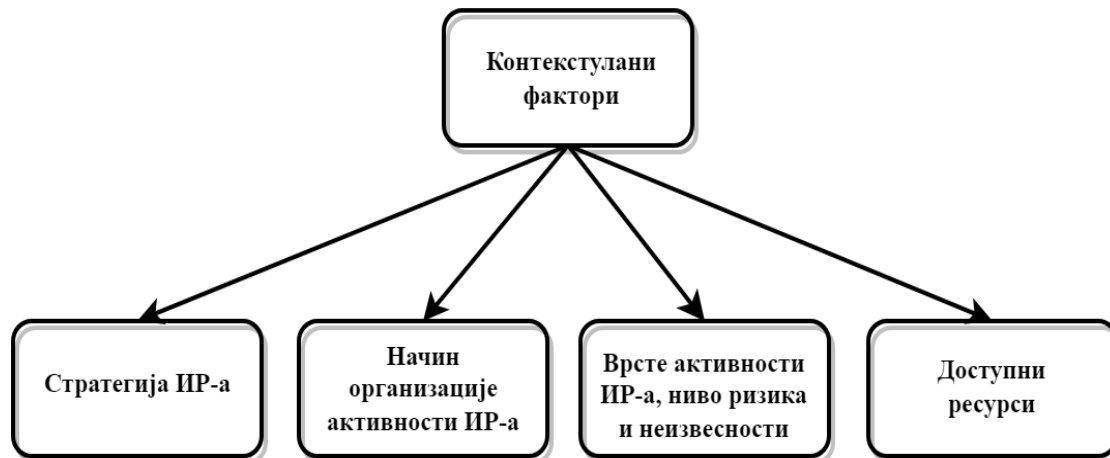 Контекстулани
фактори
Стратегија ИР-а
Начин
организације
активности ИР-а
Врсте активности
ИР-а, ниво ризика
и неизвесности
Доступни
ресурси